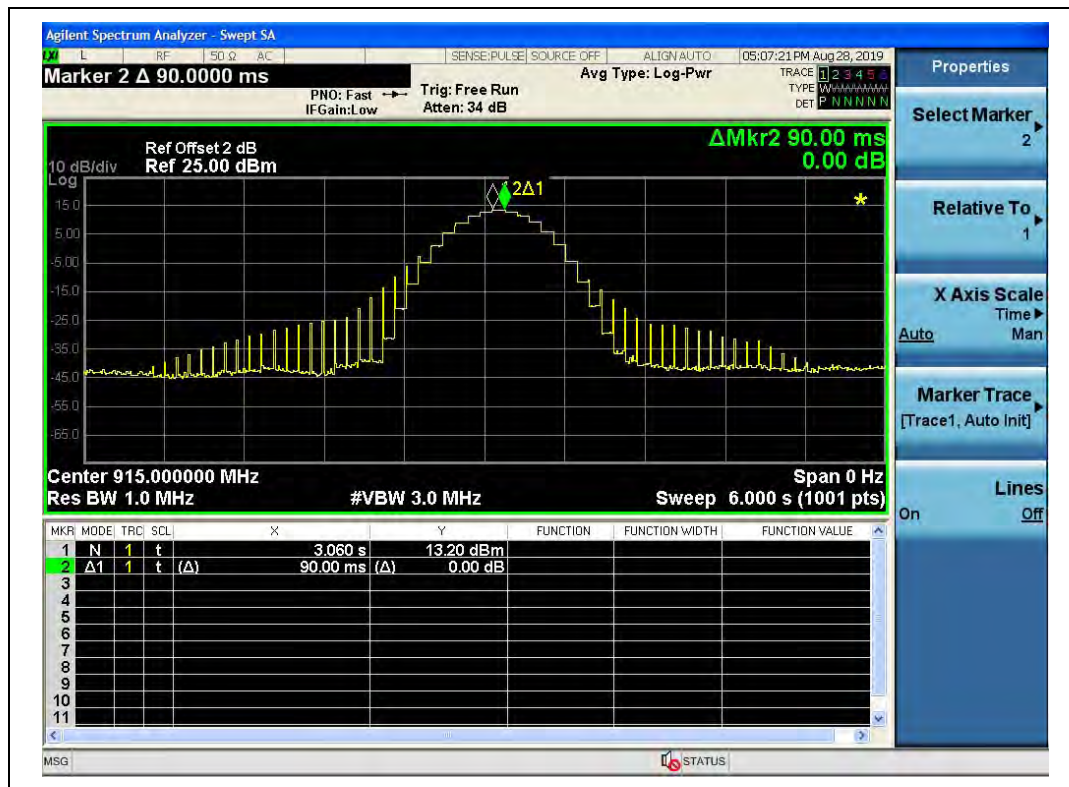 Agilent Spectrum Analyzer - Swept SA
LXI L RF 50 Ω AC SENSE:PULSE SOURCE OFF ALIGN AUTO 05:07:21 PM Aug 28, 2019
Marker 2 Δ 90.0000 ms
PNO: Fast
IFGain:Low
Trig: Free Run
Atten: 34 dB
Avg Type: Log-Pwr
TRACE 1 2 3 4 5 6
TYPE W
DET P N N N N N
ΔMkr2 90.00 ms
0.00 dB
Ref Offset 2 dB
10 dB/div Ref 25.00 dBm
Log
2Δ1
*
15.0
5.00
-5.00
-15.0
-25.0
-35.0
-45.0
-55.0
-65.0
Center 915.000000 MHz Span 0 Hz
Res BW 1.0 MHz #VBW 3.0 MHz Sweep 6.000 s (1001 pts)
MKR MODE TRC SCL X Y FUNCTION FUNCTION WIDTH FUNCTION VALUE
1 N 1 t 3.060 s 13.20 dBm
2 Δ1 1 t (Δ) 90.00 ms (Δ) 0.00 dB
3
4
5
6
7
8
9
10
11
MSG STATUS
Properties
Select Marker
2
Relative To
1
X Axis Scale
Time
Auto Man
Marker Trace
[Trace1, Auto Init]
Lines
On Off